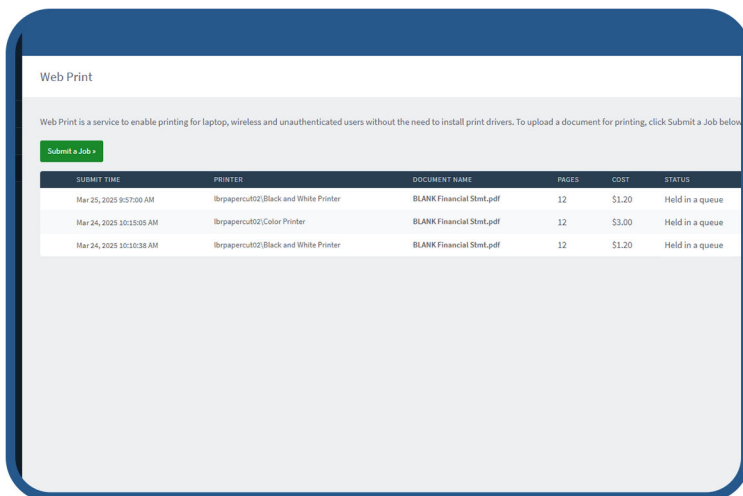 Web Print
Web Print is a service to enable printing for laptop, wireless and unauthenticated users without the need to install print drivers. To upload a document for printing, click Submit a Job below
Submit a Job »
SUBMIT TIME PRINTER DOCUMENT NAME PAGES COST STATUS
Mar 25, 2025 9:57:00 AM lbrpapercut02\Black and White Printer BLANK Financial Stmt.pdf 12 $1.20 Held in a queue
Mar 24, 2025 10:15:05 AM lbrpapercut02\Color Printer BLANK Financial Stmt.pdf 12 $3.00 Held in a queue
Mar 24, 2025 10:10:38 AM lbrpapercut02\Black and White Printer BLANK Financial Stmt.pdf 12 $1.20 Held in a queue